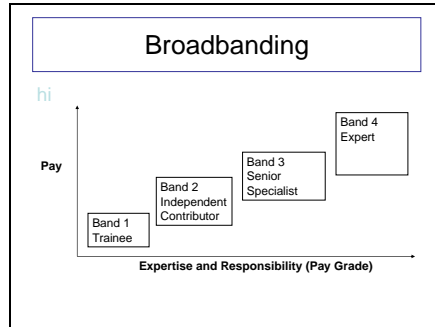 Broadbanding
hi
Band 4
Expert
Band 3
Senior
Specialist
Pay
Band 2
Independent
Contributor
Band 1
Trainee
Expertise and Responsibility (Pay Grade)